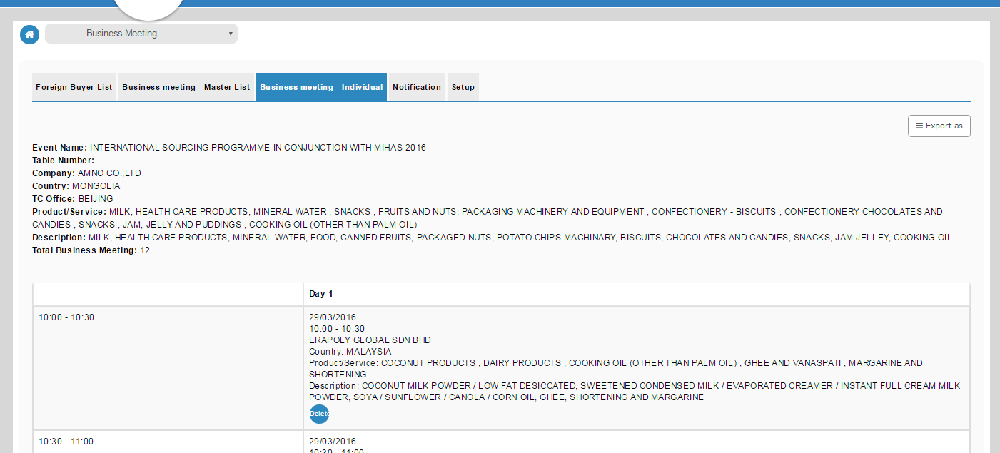 Business Meeting
Foreign Buyer List
Business meeting - Master List
Business meeting - Individual
Notification
Setup
Export as
Event Name: INTERNATIONAL SOURCING PROGRAMME IN CONJUNCTION WITH MIHAS 2016
Table Number:
Company: AMNO CO.,LTD
Country: MONGOLIA
TC Office: BEIJING
Product/Service: MILK, HEALTH CARE PRODUCTS, MINERAL WATER , SNACKS , FRUITS AND NUTS, PACKAGING MACHINERY AND EQUIPMENT , CONFECTIONERY - BISCUITS , CONFECTIONERY CHOCOLATES AND
CANDIES , SNACKS , JAM, JELLY AND PUDDINGS , COOKING OIL (OTHER THAN PALM OIL)
Description: MILK, HEALTH CARE PRODUCTS, MINERAL WATER, FOOD, CANNED FRUITS, PACKAGED NUTS, POTATO CHIPS MACHINARY, BISCUITS, CHOCOLATES AND CANDIES, SNACKS, JAM JELLEY, COOKING OIL
Total Business Meeting: 12
Day 1
10:00 - 10:30
29/03/2016
10:00 - 10:30
ERAPOLY GLOBAL SDN BHD
Country: MALAYSIA
Product/Service: COCONUT PRODUCTS , DAIRY PRODUCTS , COOKING OIL (OTHER THAN PALM OIL) , GHEE AND VANASPATI , MARGARINE AND
SHORTENING
Description: COCONUT MILK POWDER / LOW FAT DESICCATED, SWEETENED CONDENSED MILK / EVAPORATED CREAMER / INSTANT FULL CREAM MILK
POWDER, SOYA / SUNFLOWER / CANOLA / CORN OIL, GHEE, SHORTENING AND MARGARINE
Delete
10:30 - 11:00
29/03/2016
10:30 - 11:00